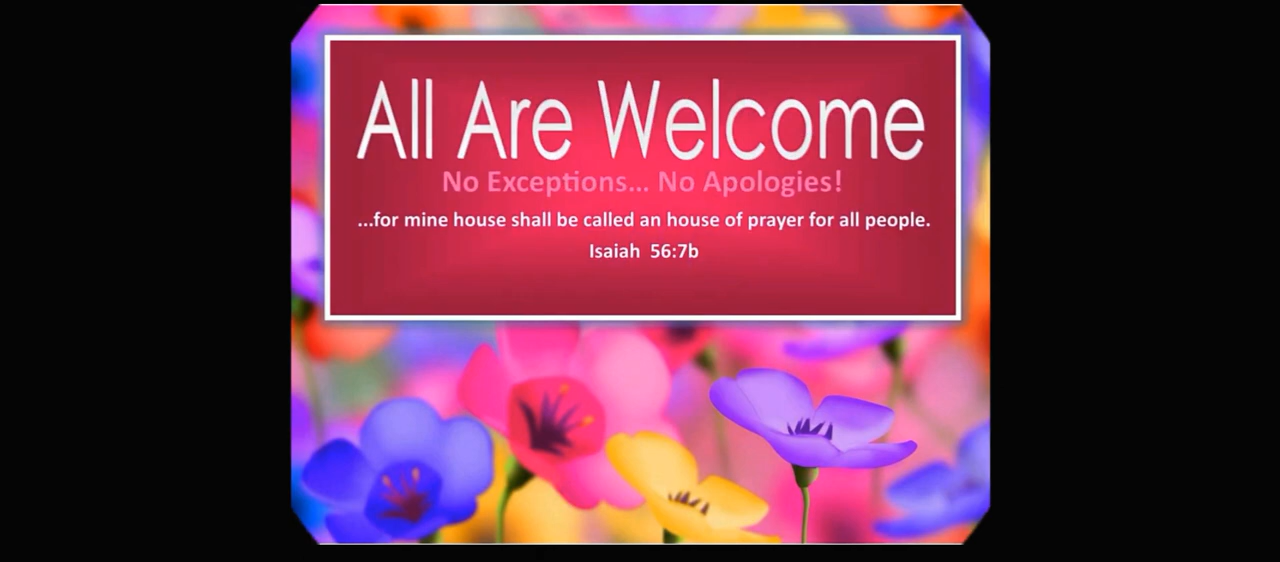 All Are Welcome
No Exceptions... No Apologies!
...for mine house shall be called an house of prayer for all people.
Isaiah 56:7b